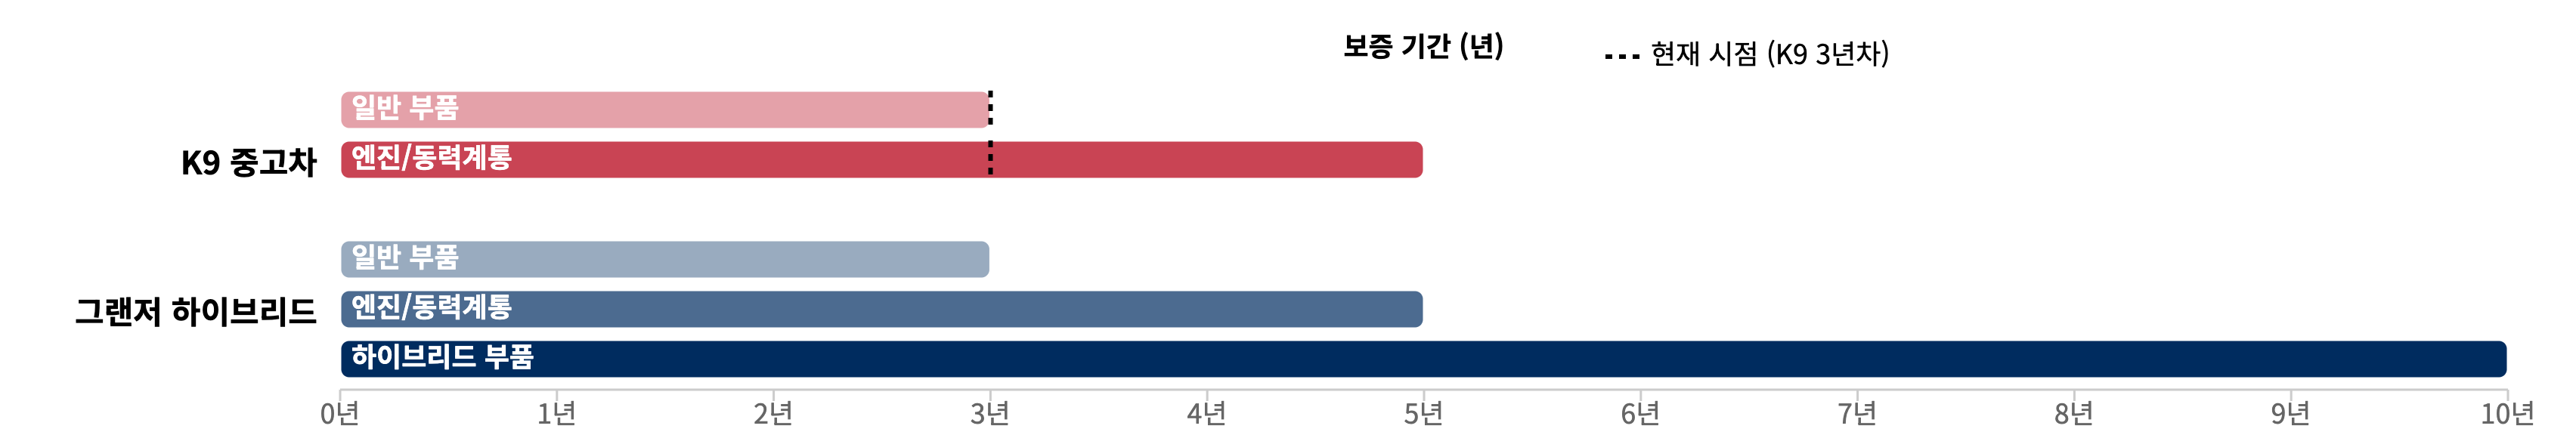 보증 기간 (년)
현재 시점 (K9 3년차)
일반 부품
K9 중고차
엔진/동력계통
일반 부품
그랜저 하이브리드
엔진/동력계통
하이브리드 부품
0년 1년 2년 3년 4년 5년 6년 7년 8년 9년 10년